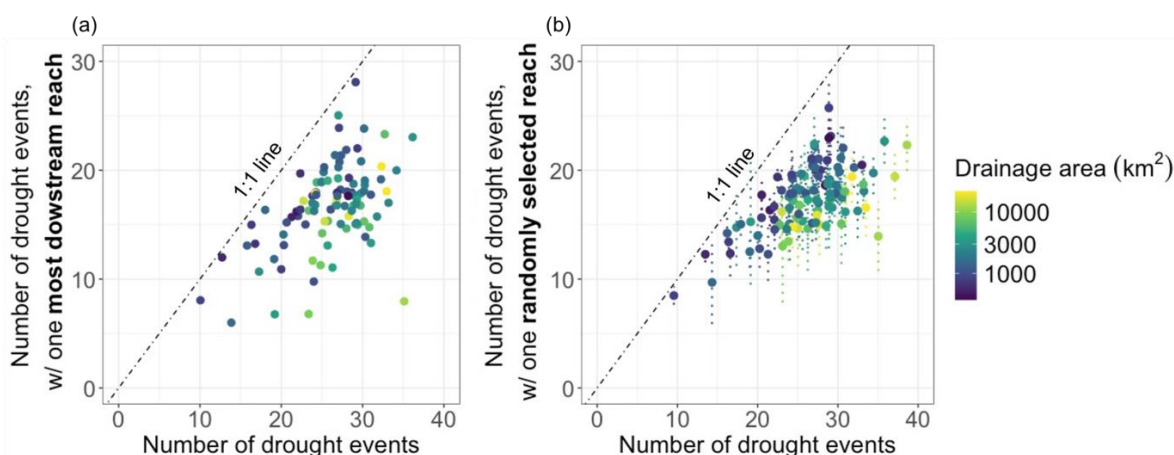 (a)
Number of drought events,
w/ one most dowstream reach
30
20
10
0
1:1 line
0 10 20 30 40
Number of drought events
(b)
Number of drought events,
w/ one randomly selected reach
30
20
10
0
1:1 line
0 10 20 30 40
Number of drought events
Drainage area (km²)
10000
3000
1000